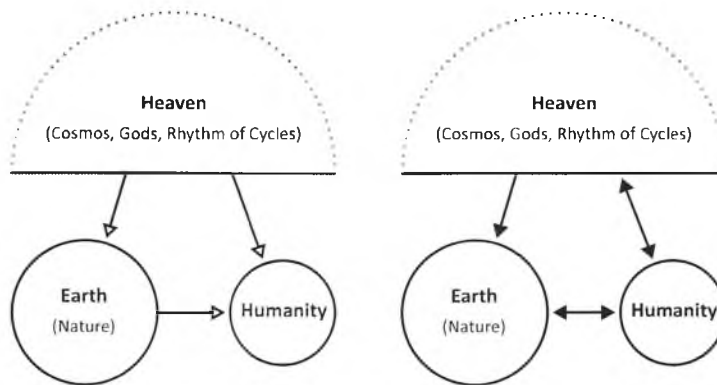 Heaven
(Cosmos, Gods, Rhythm of Cycles)
Earth
(Nature)
Humanity
Heaven
(Cosmos, Gods, Rhythm of Cycles)
Earth
(Nature)
Humanity